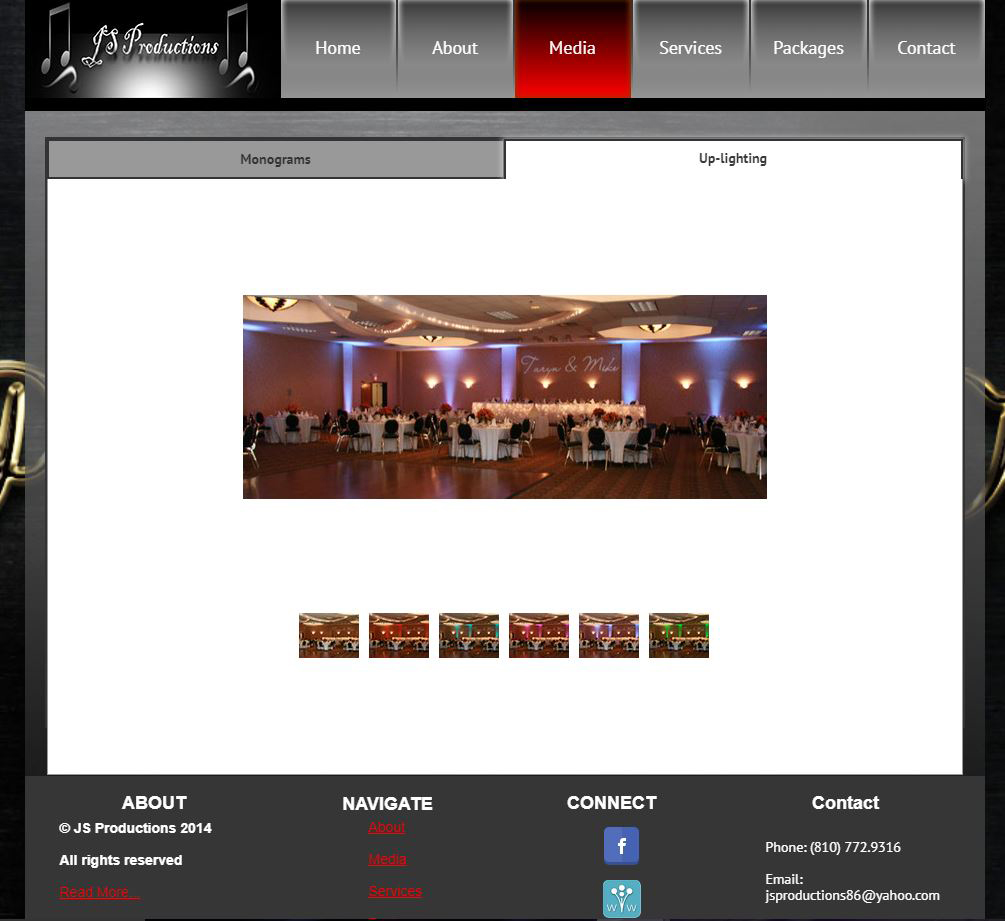 JS Productions
Home
About
Media
Services
Packages
Contact
Monograms
Up-lighting
Taryn & Mike
ABOUT
© JS Productions 2014
All rights reserved
Read More...
NAVIGATE
About
Media
Services
CONNECT
f
W W
Contact
Phone: (810) 772.9316
Email:
jsproductions86@yahoo.com